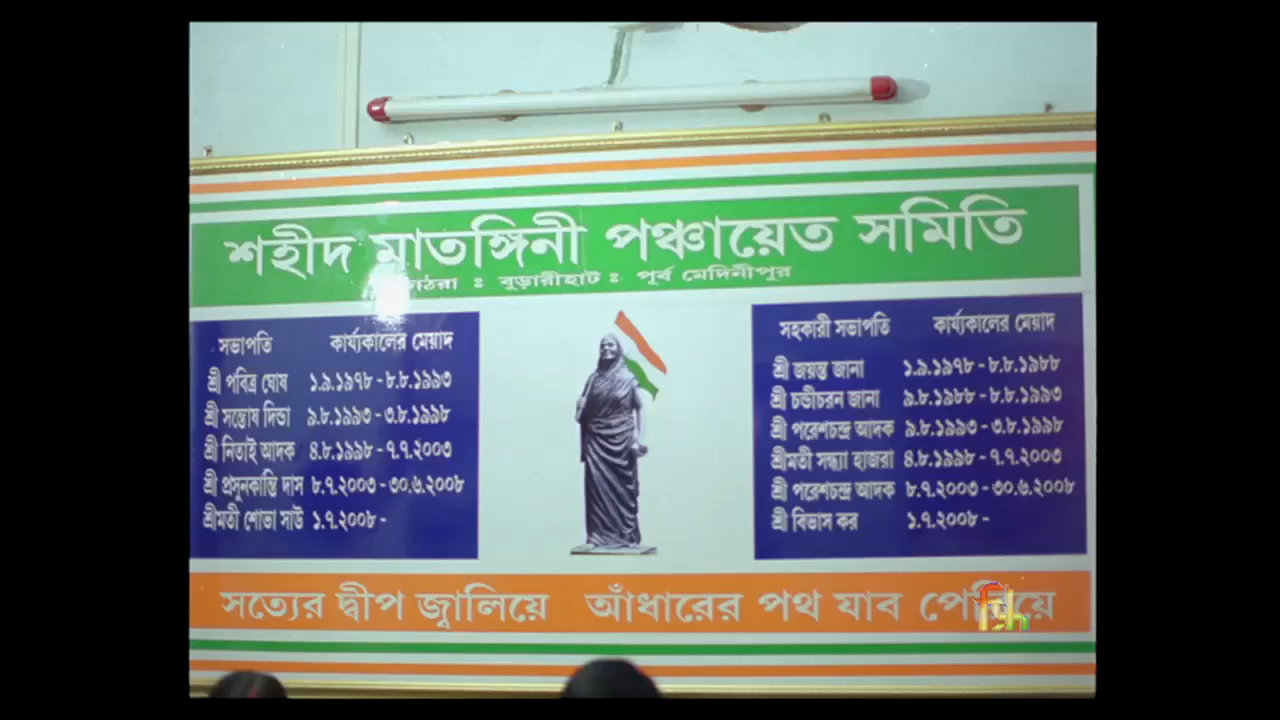 শহীদ মাতঙ্গিনী পঞ্চায়েত সমিতি
ঃ বুড়ারীহাট ঃ পূর্ব মেদিনীপুর
সভাপতি কার্য্যকালের মেয়াদ
শ্রী পবিত্র ঘোষ ১.৯.১৯৭৮ - ৮.৮.১৯৯৩
শ্রী সন্তোষ দিন্ডা ৯.৮.১৯৯৩ - ৩.৮.১৯৯৮
শ্রী নিতাই আদক ৪.৮.১৯৯৮ - ৭.৭.২০০৩
শ্রী প্রসুনকান্তি দাস ৮.৭.২০০৩ - ৩০.৬.২০০৮
শ্রীমতী শোভা সাউ ১.৭.২০০৮ -
সহকারী সভাপতি কার্য্যকালের মেয়াদ
শ্রী জয়ন্ত জানা ১.৯.১৯৭৮ - ৮.৮.১৯৮৮
শ্রী চন্ডীচরন জানা ৯.৮.১৯৮৮ - ৮.৮.১৯৯৩
শ্রী পরেশচন্দ্র আদক ৯.৮.১৯৯৩ - ৩.৮.১৯৯৮
শ্রীমতী সন্ধ্যা হাজরা ৪.৮.১৯৯৮ - ৭.৭.২০০৩
শ্রী পরেশচন্দ্র আদক ৮.৭.২০০৩ - ৩০.৬.২০০৮
শ্রী বিভাস কর ১.৭.২০০৮ -
সত্যের দ্বীপ জ্বালিয়ে আঁধারের পথ যাব পেরিয়ে